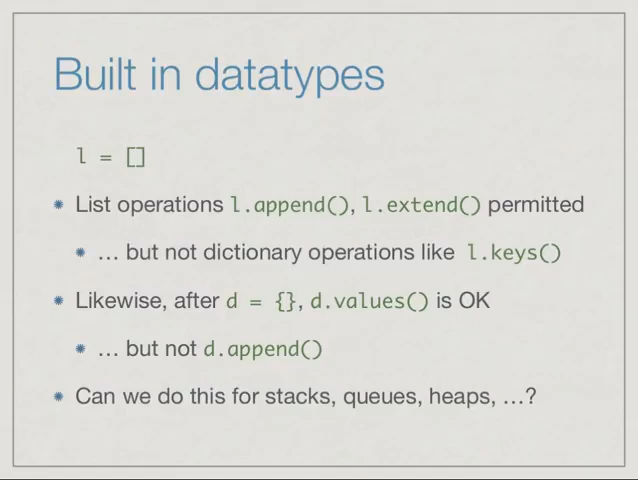 Built in datatypes
l = []
List operations l.append(), l.extend() permitted
… but not dictionary operations like l.keys()
Likewise, after d = {}, d.values() is OK
… but not d.append()
Can we do this for stacks, queues, heaps, …?